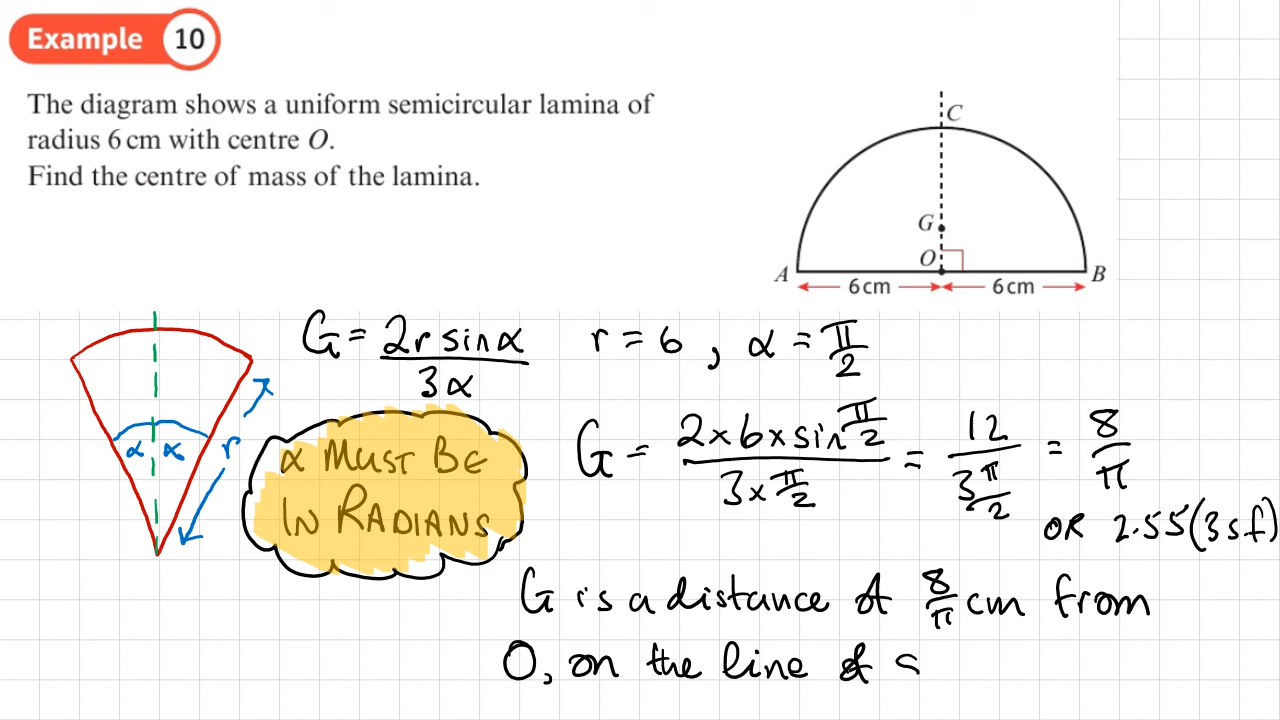 Example 10
The diagram shows a uniform semicircular lamina of
radius 6 cm with centre O.
Find the centre of mass of the lamina.
C
G
O
A
B
6 cm
6 cm
G = 2r sinα / 3α
r = 6 , α = π/2
α α r
α MUST BE
IN RADIANS
G = 2×6×sin π/2 / 3×π/2 = 12 / 3π/2 = 8/π
OR 2.55 (3 s.f)
G is a distance of 8/π cm from
O, on the line of s